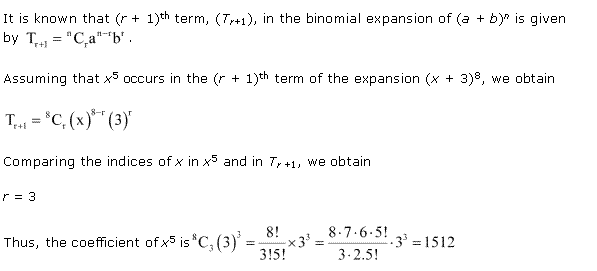 It is known that (r + 1)ᵗʰ term, (Tᵣ₊₁), in the binomial expansion of (a + b)ⁿ is given
by Tᵣ₊₁ = ⁿCᵣaⁿ⁻ʳbʳ .
Assuming that x⁵ occurs in the (r + 1)ᵗʰ term of the expansion (x + 3)⁸, we obtain
Tᵣ₊₁ = ⁸Cᵣ (x)⁸⁻ʳ (3)ʳ
Comparing the indices of x in x⁵ and in Tᵣ ₊₁, we obtain
r = 3
Thus, the coefficient of x⁵ is ⁸C₃ (3)³ = 8!/3!5! × 3³ = 8·7·6·5!/3·2.5! · 3³ = 1512